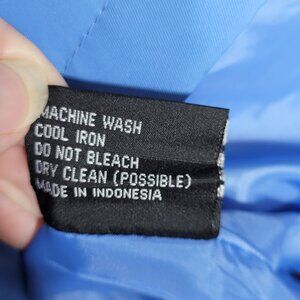 MACHINE WASH
COOL IRON
DO NOT BLEACH
DRY CLEAN (POSSIBLE)
MADE IN INDONESIA